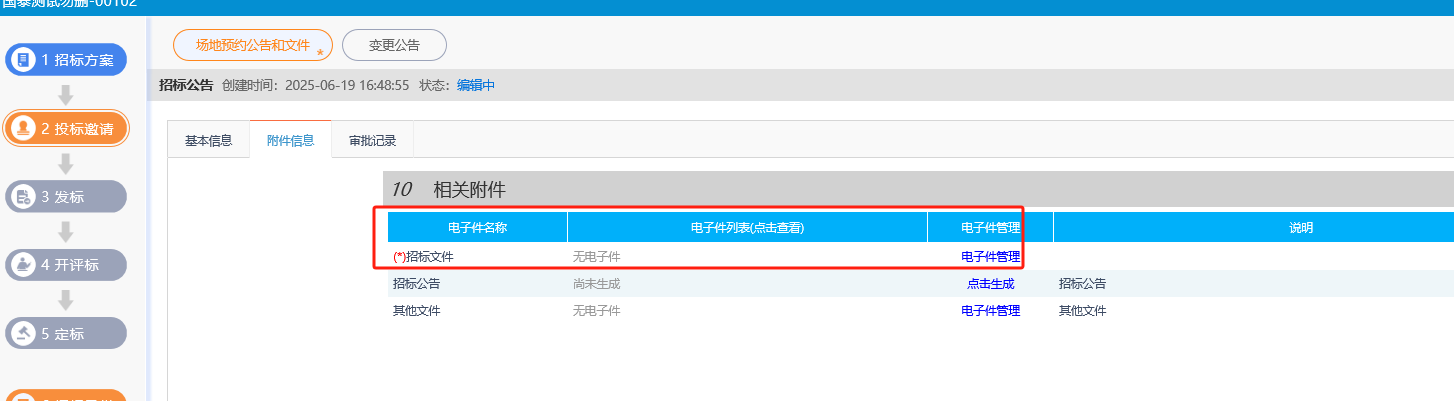 国泰测试勿删-00102
场地预约公告和文件 *
变更公告
1 招标方案
招标公告 创建时间: 2025-06-19 16:48:55 状态: 编辑中
2 投标邀请
基本信息 附件信息 审批记录
3 发标
10 相关附件
电子件名称 电子件列表(点击查看) 电子件管理 说明
4 开评标
(*)招标文件 无电子件 电子件管理
招标公告 尚未生成 点击生成 招标公告
其他文件 无电子件 电子件管理 其他文件
5 定标